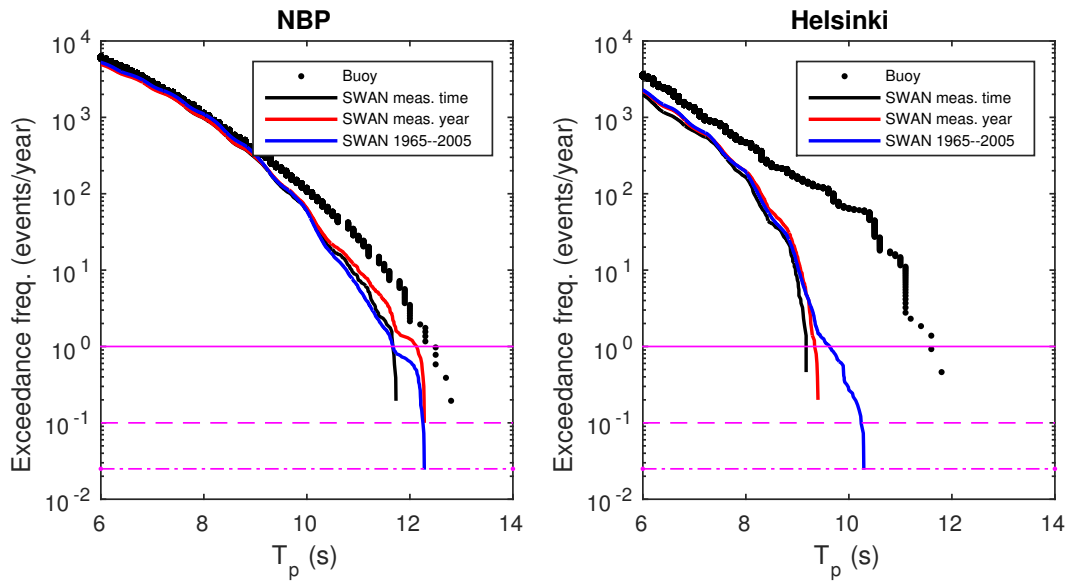 NBP
Exceedance freq. (events/year)
10^4
10^3
10^2
10^1
10^0
10^-1
10^-2
Buoy
SWAN meas. time
SWAN meas. year
SWAN 1965--2005
6 8 10 12 14
T_p (s)
Helsinki
Exceedance freq. (events/year)
10^4
10^3
10^2
10^1
10^0
10^-1
10^-2
Buoy
SWAN meas. time
SWAN meas. year
SWAN 1965--2005
6 8 10 12 14
T_p (s)